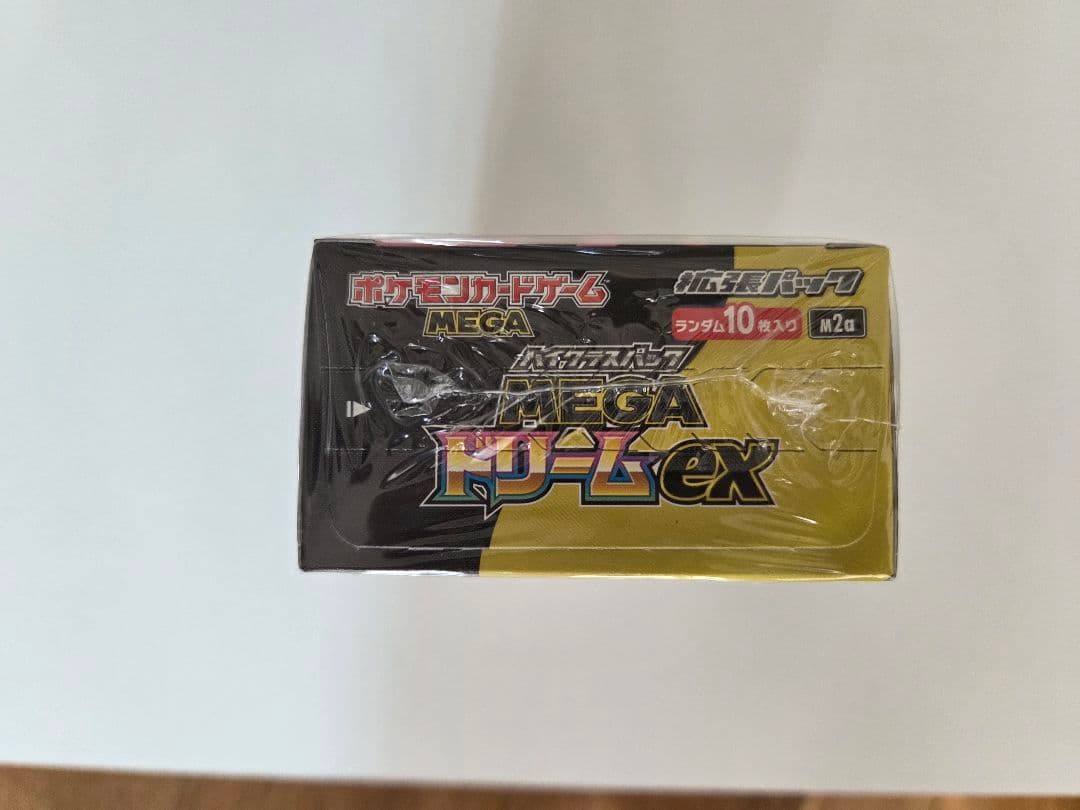 ポケモンカードゲーム
MEGA
拡張パック
ランダム10枚入り M2a
ハイクラスパック
MEGA
ドリームex